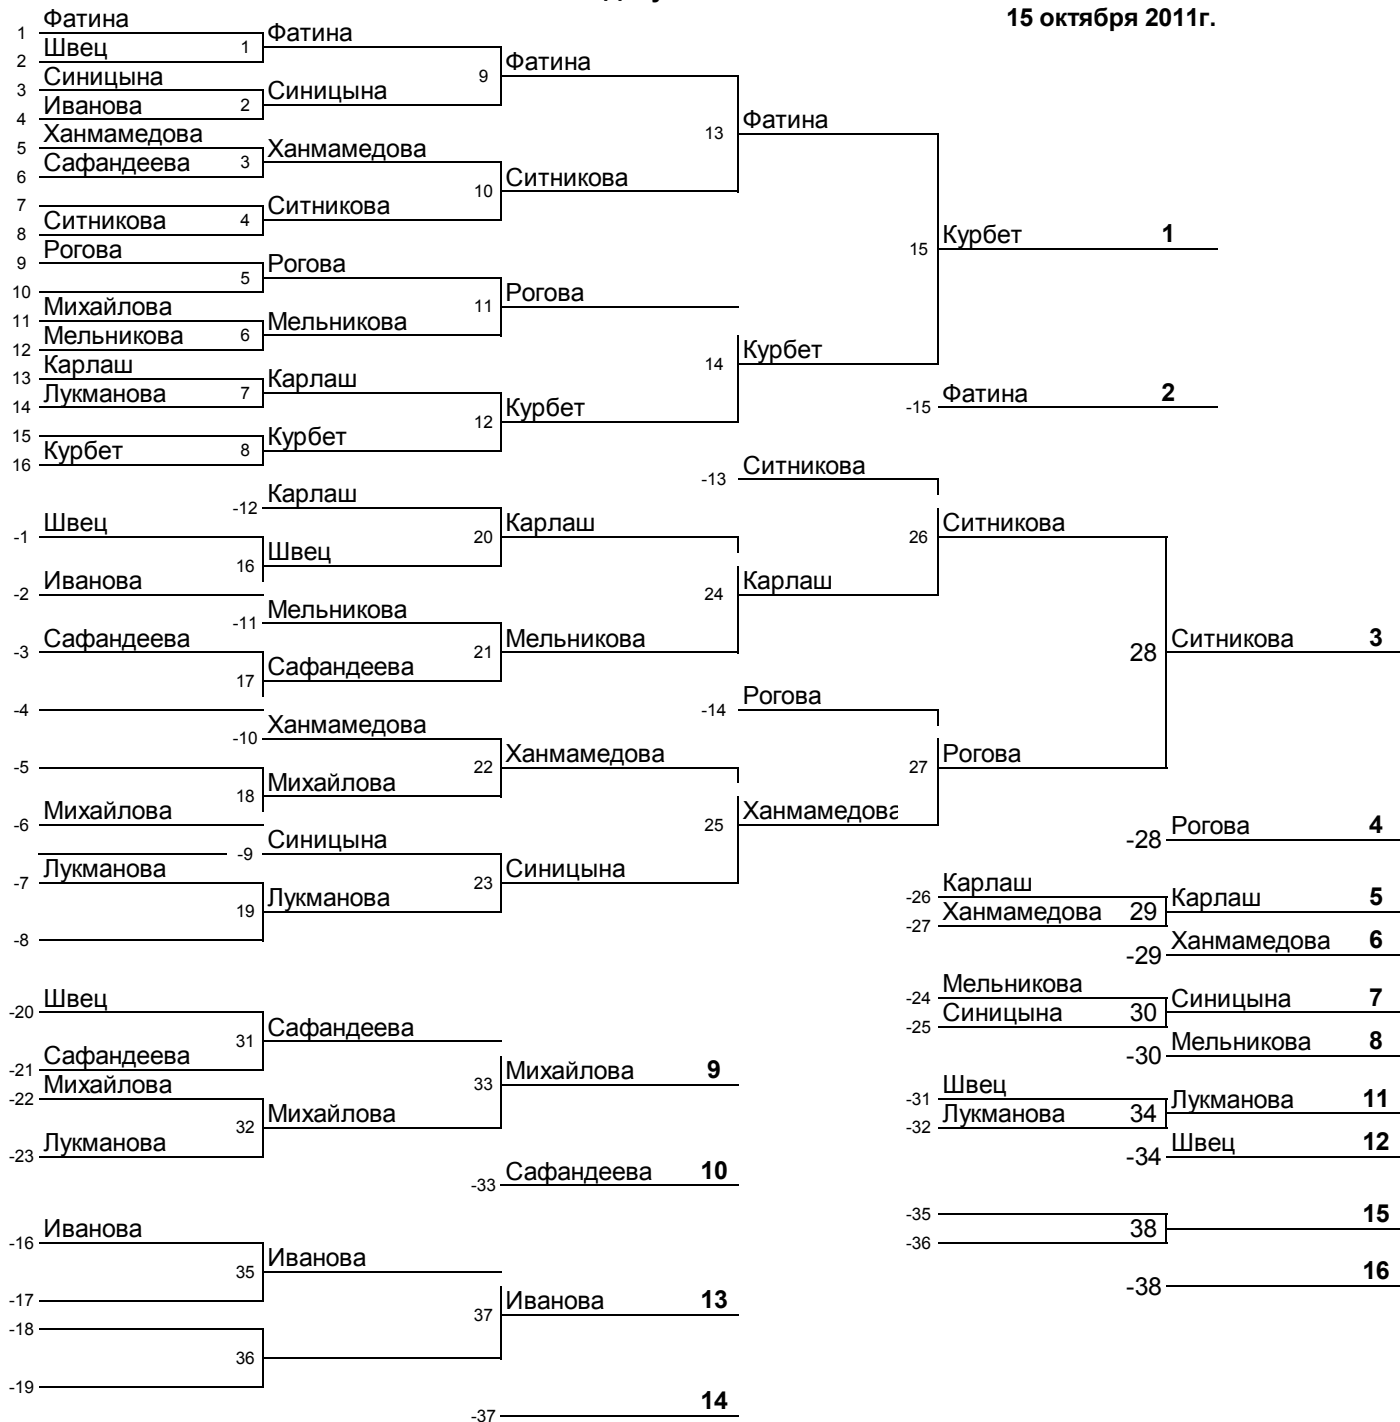 15 октября 2011г.
1 Фатина
2 Швец 1 Фатина
3 Синицына 9 Фатина
4 Иванова 2 Синицына
5 Ханмамедова 13 Фатина
6 Сафандеева 3 Ханмамедова
7 10 Ситникова
8 Ситникова 4 Ситникова
9 Рогова 15 Курбет 1
10 5 Рогова
11 Михайлова 11 Рогова
12 Мельникова 6 Мельникова
13 Карлаш 14 Курбет
14 Лукманова 7 Карлаш -15 Фатина 2
15 12 Курбет
16 Курбет 8 Курбет
-13 Ситникова
-12 Карлаш
-1 Швец 20 Карлаш 26 Ситникова
16 Швец
-2 Иванова 24 Карлаш
-11 Мельникова
-3 Сафандеева 21 Мельникова 28 Ситникова 3
17 Сафандеева
-4 -14 Рогова
-10 Ханмамедова
-5 22 Ханмамедова 27 Рогова
18 Михайлова
-6 Михайлова 25 Ханмамедова
-28 Рогова 4
-9 Синицына
-7 Лукманова 23 Синицына
-26 Карлаш
19 Лукманова 29 Карлаш 5
-27 Ханмамедова
-8
-29 Ханмамедова 6
-24 Мельникова
30 Синицына 7
-25 Синицына
-30 Мельникова 8
-20 Швец
31 Сафандеева
-21 Сафандеева
33 Михайлова 9
-22 Михайлова
32 Михайлова
-23 Лукманова
-31 Швец
34 Лукманова 11
-32 Лукманова
-34 Швец 12
-33 Сафандеева 10
-35
38 15
-36
-38 16
-16 Иванова
35 Иванова
-17
37 Иванова 13
-18
36
-19
-37 14